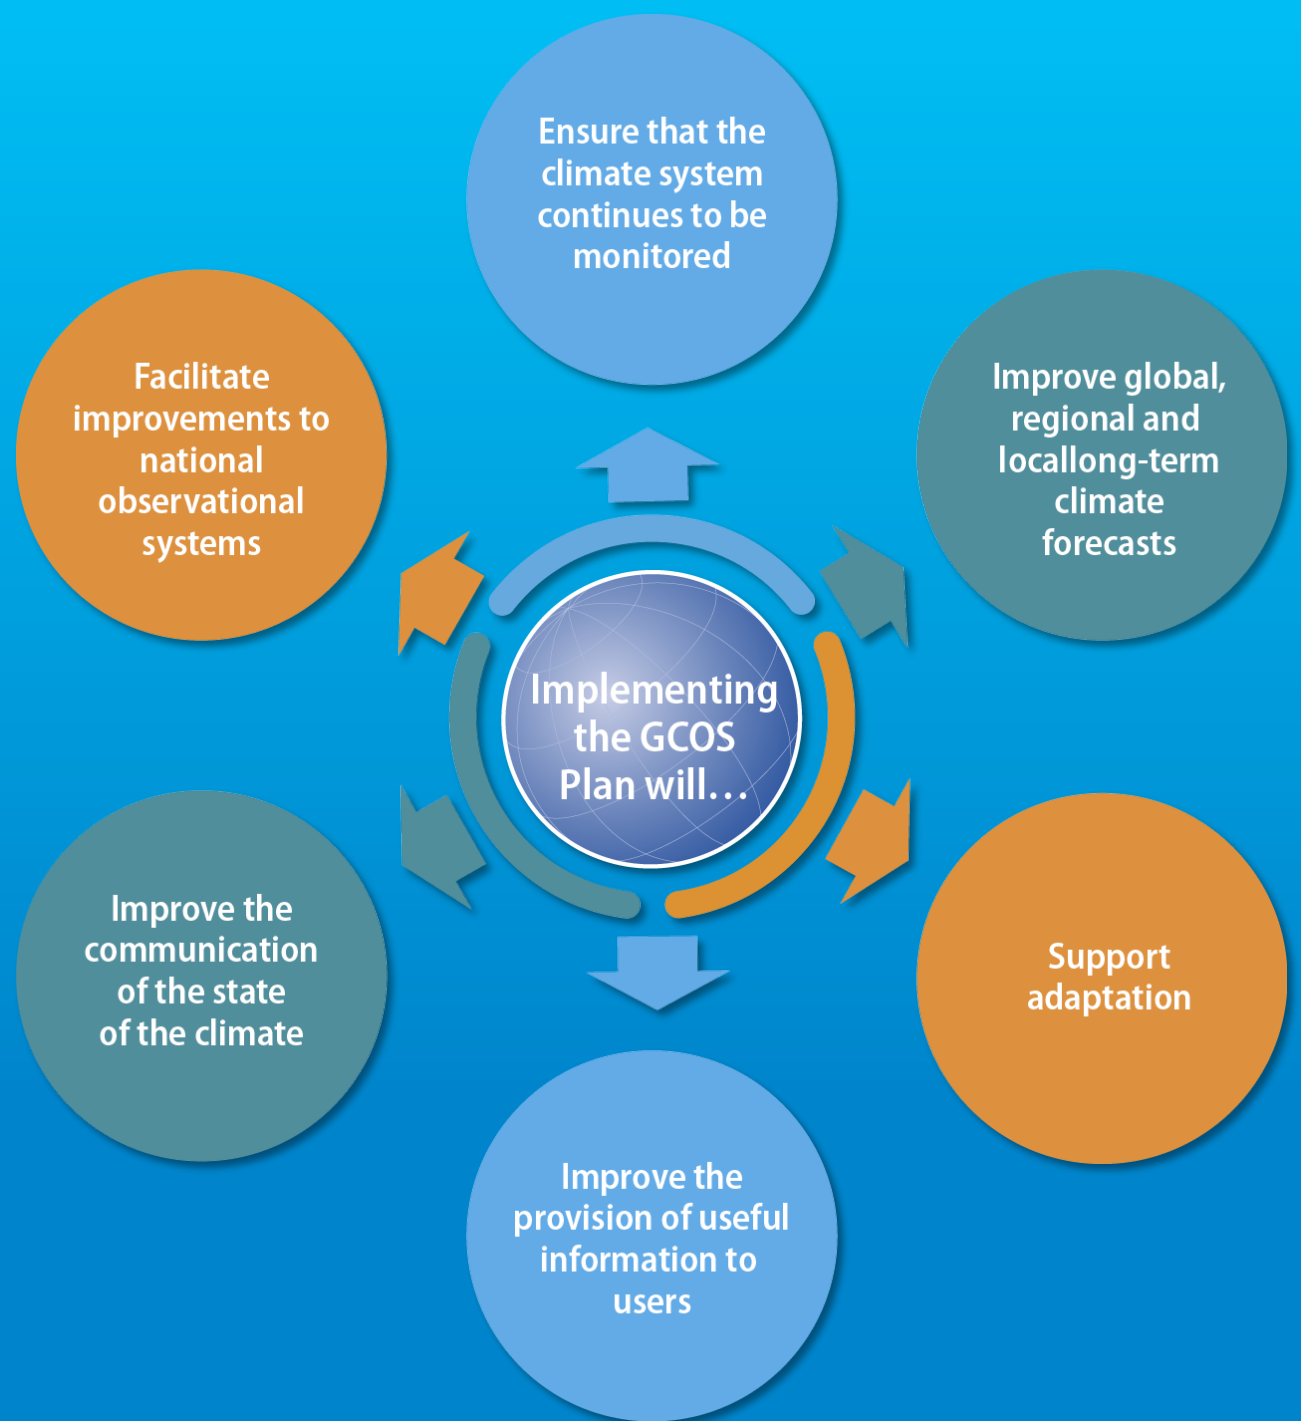 Ensure that the
climate system
continues to be
monitored
Facilitate
improvements to
national
observational
systems
Improve global,
regional and
locallong-term
climate
forecasts
Implementing
the GCOS
Plan will...
Improve the
communication
of the state
of the climate
Support
adaptation
Improve the
provision of useful
information to
users